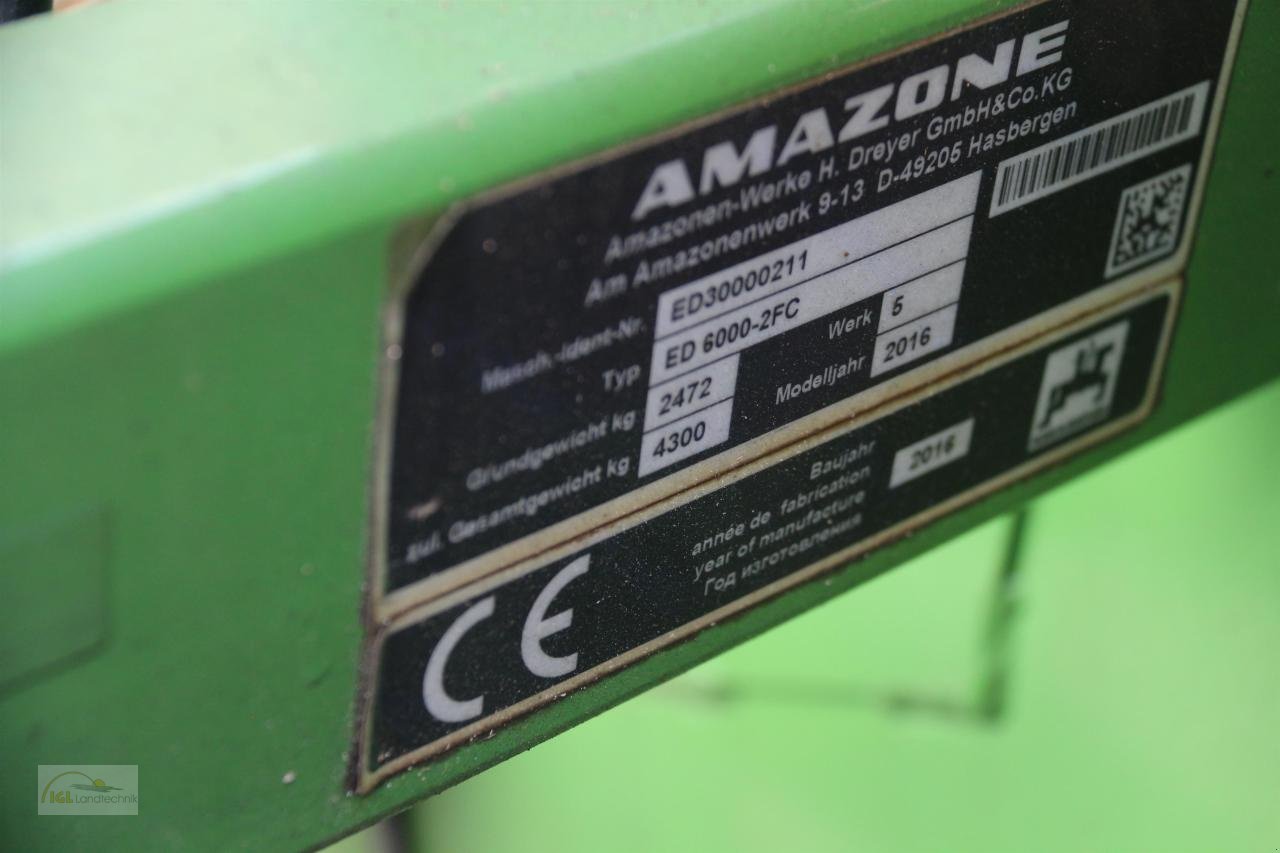 AMAZONE
Amazonen-Werke H. Dreyer GmbH&Co.KG
Am Amazonenwerk 9-13 D-49205 Hasbergen
Masch.-Ident-Nr. ED30000211
Typ ED 6000-2FC
Grundgewicht kg 2472 Werk 5
zul. Gesamtgewicht kg 4300 Modelljahr 2016
CE
Baujahr 2016
année de fabrication
year of manufacture
Год изготовления
IGL Landtechnik